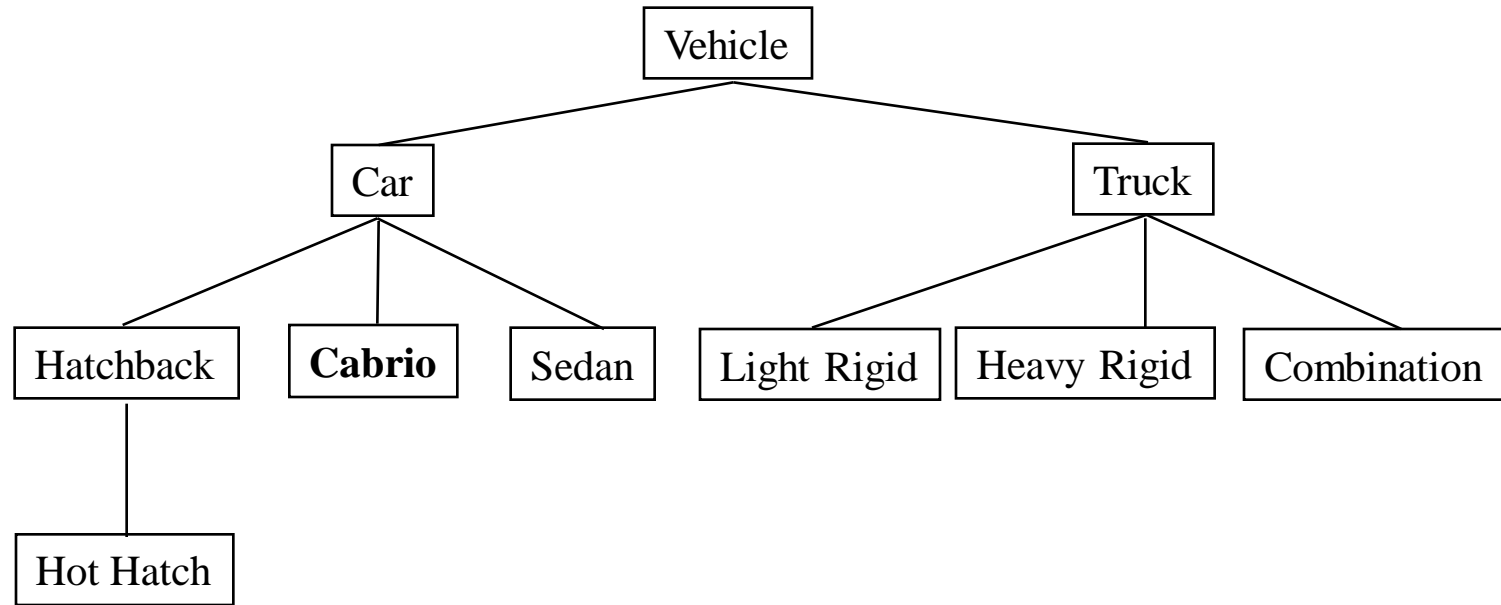 Vehicle
Car
Truck
Hatchback
Cabrio
Sedan
Light Rigid
Heavy Rigid
Combination
Hot Hatch